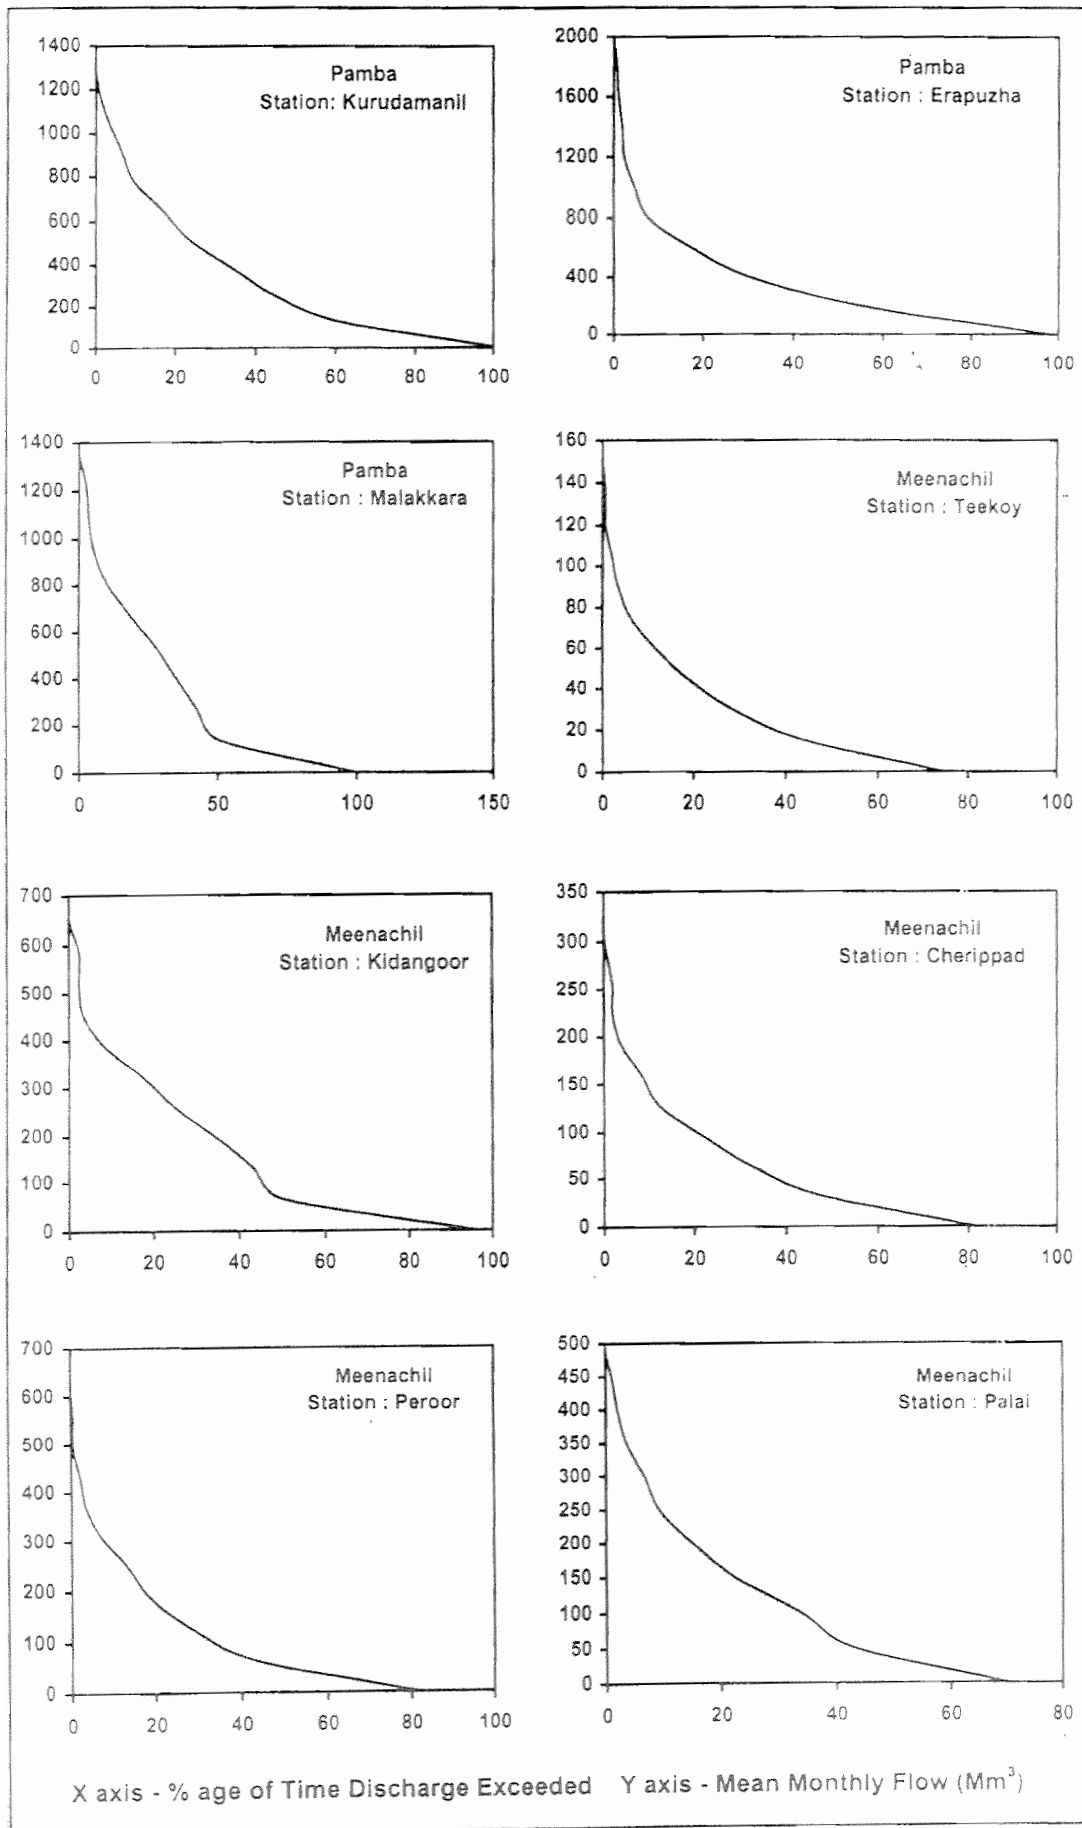 Pamba
Station: Kurudamanil
1400
1200
1000
800
600
400
200
0
0 20 40 60 80 100
Pamba
Station : Erapuzha
2000
1600
1200
800
400
0
0 20 40 60 80 100
Pamba
Station : Malakkara
1400
1200
1000
800
600
400
200
0
0 50 100 150
Meenachil
Station : Teekoy
160
140
120
100
80
60
40
20
0
0 20 40 60 80 100
Meenachil
Station : Kidangoor
700
600
500
400
300
200
100
0
0 20 40 60 80 100
Meenachil
Station : Cherippad
350
300
250
200
150
100
50
0
0 20 40 60 80 100
Meenachil
Station : Peroor
700
600
500
400
300
200
100
0
0 20 40 60 80 100
Meenachil
Station : Palai
500
450
400
350
300
250
200
150
100
50
0
0 20 40 60 80
X axis - % age of Time Discharge Exceeded Y axis - Mean Monthly Flow (Mm³)